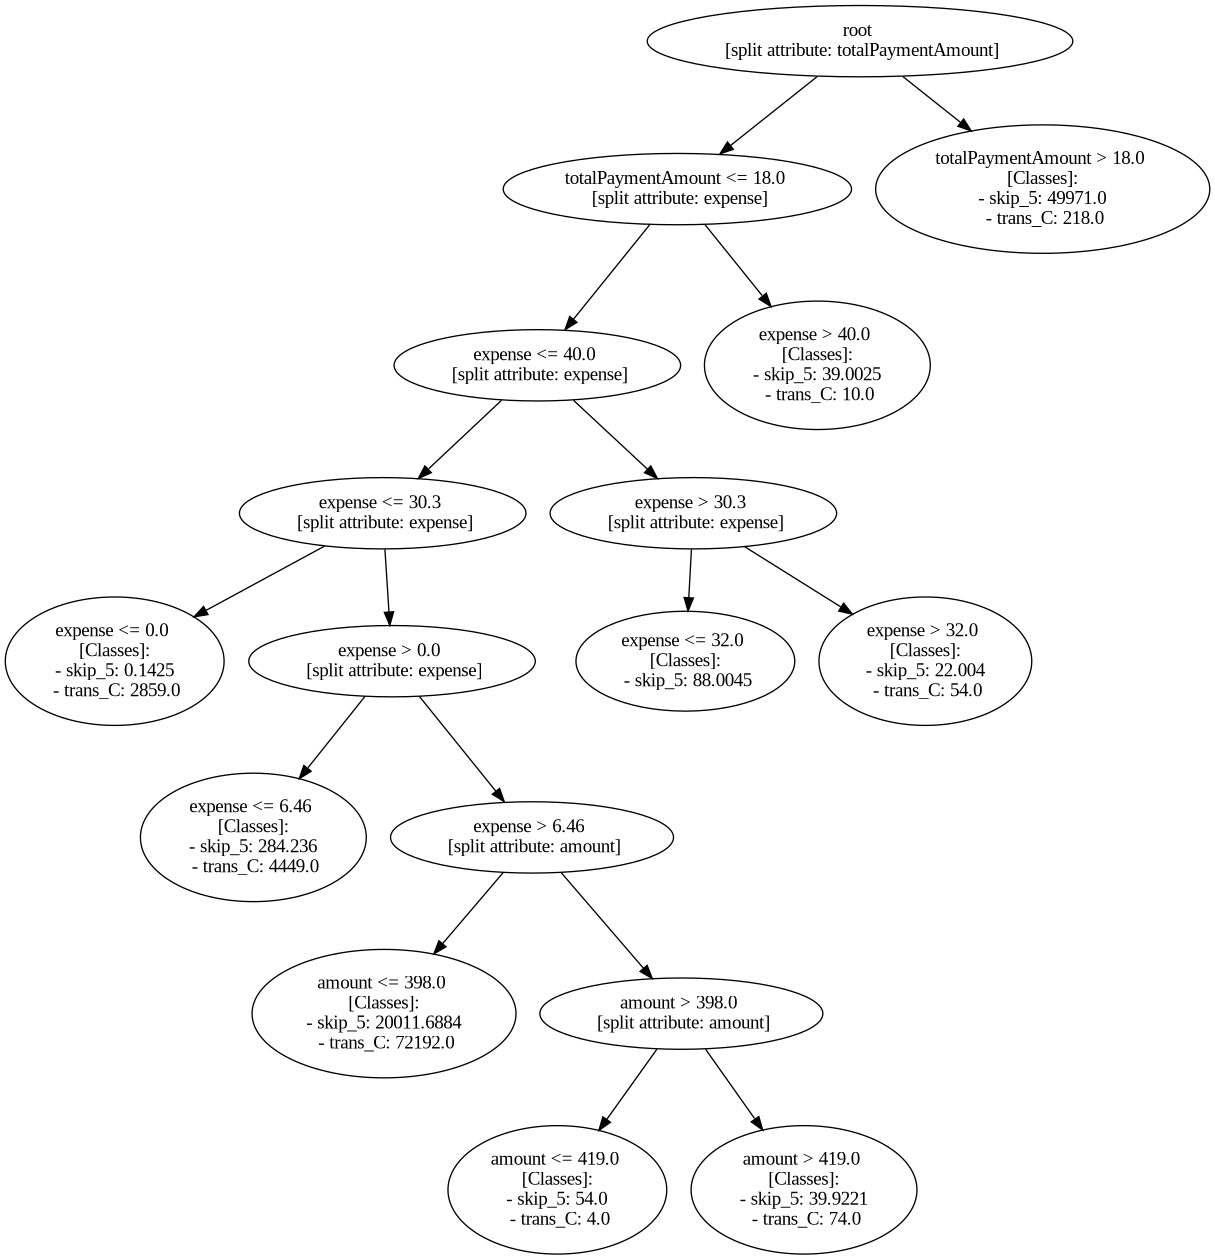 root
[split attribute: totalPaymentAmount]
totalPaymentAmount <= 18.0
[split attribute: expense]
totalPaymentAmount > 18.0
[Classes]:
- skip_5: 49971.0
- trans_C: 218.0
expense <= 40.0
[split attribute: expense]
expense > 40.0
[Classes]:
- skip_5: 39.0025
- trans_C: 10.0
expense <= 30.3
[split attribute: expense]
expense > 30.3
[split attribute: expense]
expense <= 0.0
[Classes]:
- skip_5: 0.1425
- trans_C: 2859.0
expense > 0.0
[split attribute: expense]
expense <= 32.0
[Classes]:
- skip_5: 88.0045
expense > 32.0
[Classes]:
- skip_5: 22.004
- trans_C: 54.0
expense <= 6.46
[Classes]:
- skip_5: 284.236
- trans_C: 4449.0
expense > 6.46
[split attribute: amount]
amount <= 398.0
[Classes]:
- skip_5: 20011.6884
- trans_C: 72192.0
amount > 398.0
[split attribute: amount]
amount <= 419.0
[Classes]:
- skip_5: 54.0
- trans_C: 4.0
amount > 419.0
[Classes]:
- skip_5: 39.9221
- trans_C: 74.0